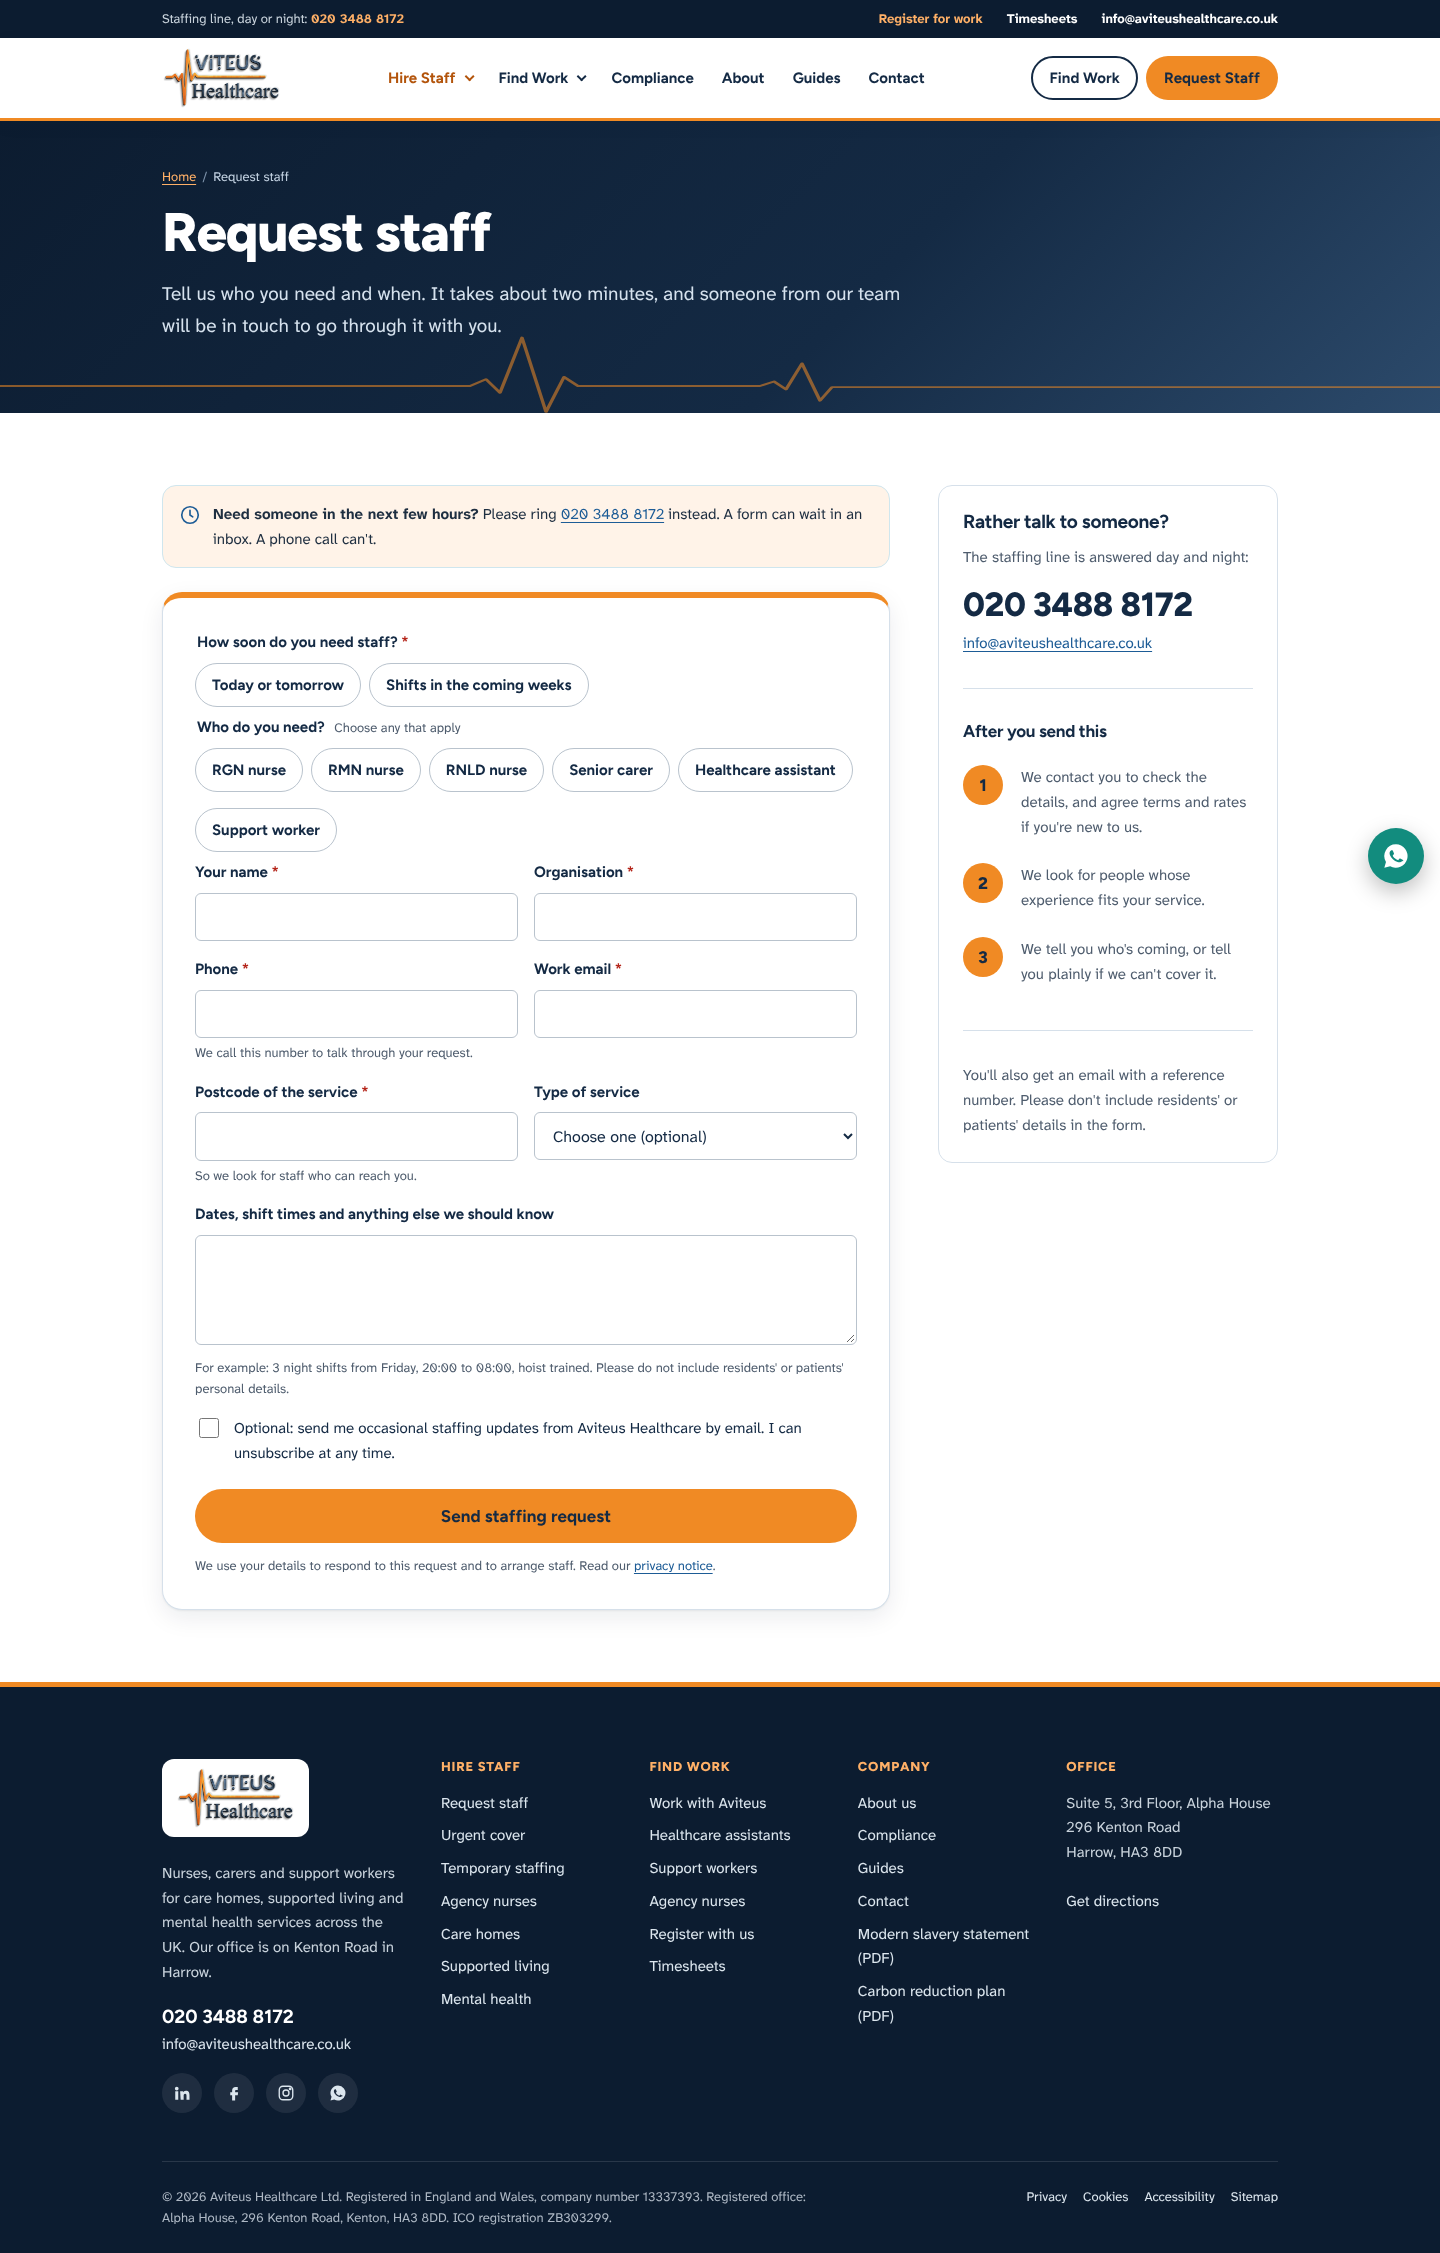 Staffing line, day or night: 020 3488 8172
Register for work
Timesheets
info@aviteushealthcare.co.uk
VITEUS
Healthcare
Hire Staff
Find Work
Compliance
About
Guides
Contact
Find Work
Request Staff
Home / Request staff
Request staff
Tell us who you need and when. It takes about two minutes, and someone from our team
will be in touch to go through it with you.
Need someone in the next few hours? Please ring 020 3488 8172 instead. A form can wait in an
inbox. A phone call can't.
How soon do you need staff? *
Today or tomorrow
Shifts in the coming weeks
Who do you need? Choose any that apply
RGN nurse
RMN nurse
RNLD nurse
Senior carer
Healthcare assistant
Support worker
Your name *
Organisation *
Phone *
Work email *
We call this number to talk through your request.
Postcode of the service *
Type of service
Choose one (optional)
So we look for staff who can reach you.
Dates, shift times and anything else we should know
For example: 3 night shifts from Friday, 20:00 to 08:00, hoist trained. Please do not include residents' or patients'
personal details.
Optional: send me occasional staffing updates from Aviteus Healthcare by email. I can
unsubscribe at any time.
Send staffing request
We use your details to respond to this request and to arrange staff. Read our privacy notice.
Rather talk to someone?
The staffing line is answered day and night:
020 3488 8172
info@aviteushealthcare.co.uk
After you send this
1
We contact you to check the
details, and agree terms and rates
if you're new to us.
2
We look for people whose
experience fits your service.
3
We tell you who's coming, or tell
you plainly if we can't cover it.
You'll also get an email with a reference
number. Please don't include residents' or
patients' details in the form.
VITEUS
Healthcare
Nurses, carers and support workers
for care homes, supported living and
mental health services across the
UK. Our office is on Kenton Road in
Harrow.
020 3488 8172
info@aviteushealthcare.co.uk
HIRE STAFF
Request staff
Urgent cover
Temporary staffing
Agency nurses
Care homes
Supported living
Mental health
FIND WORK
Work with Aviteus
Healthcare assistants
Support workers
Agency nurses
Register with us
Timesheets
COMPANY
About us
Compliance
Guides
Contact
Modern slavery statement
(PDF)
Carbon reduction plan
(PDF)
OFFICE
Suite 5, 3rd Floor, Alpha House
296 Kenton Road
Harrow, HA3 8DD
Get directions
© 2026 Aviteus Healthcare Ltd. Registered in England and Wales, company number 13337393. Registered office:
Alpha House, 296 Kenton Road, Kenton, HA3 8DD. ICO registration ZB303299.
Privacy
Cookies
Accessibility
Sitemap